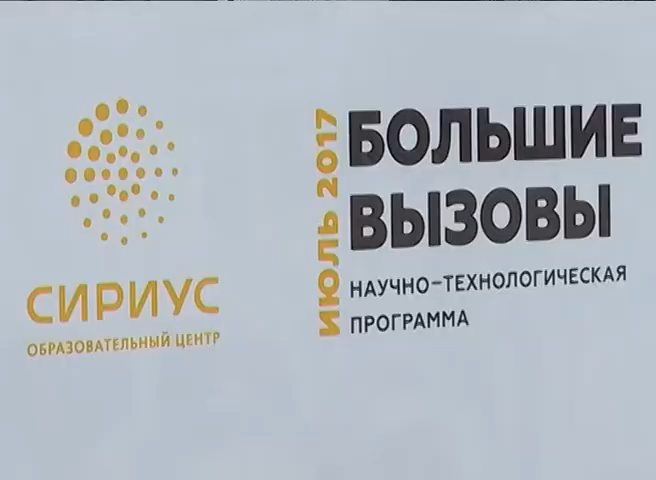 СИРИУС
ОБРАЗОВАТЕЛЬНЫЙ ЦЕНТР
ИЮЛЬ 2017
БОЛЬШИЕ
ВЫЗОВЫ
НАУЧНО-ТЕХНОЛОГИЧЕСКАЯ
ПРОГРАММА